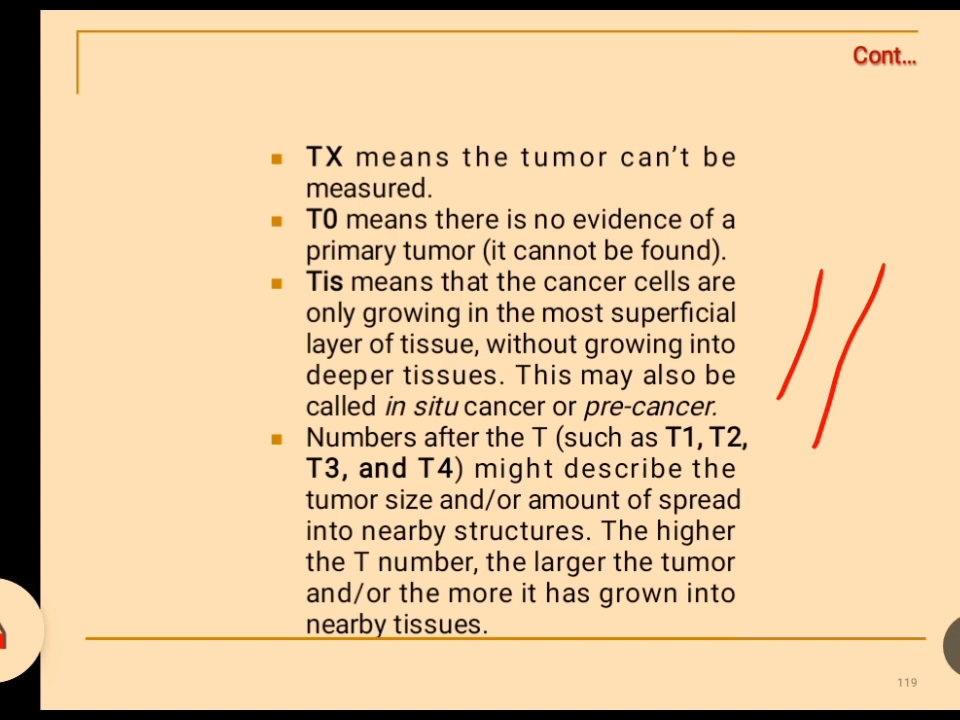 Cont...
TX means the tumor can't be
measured.
T0 means there is no evidence of a
primary tumor (it cannot be found).
Tis means that the cancer cells are
only growing in the most superficial
layer of tissue, without growing into
deeper tissues. This may also be
called in situ cancer or pre-cancer.
Numbers after the T (such as T1, T2,
T3, and T4) might describe the
tumor size and/or amount of spread
into nearby structures. The higher
the T number, the larger the tumor
and/or the more it has grown into
nearby tissues.
119